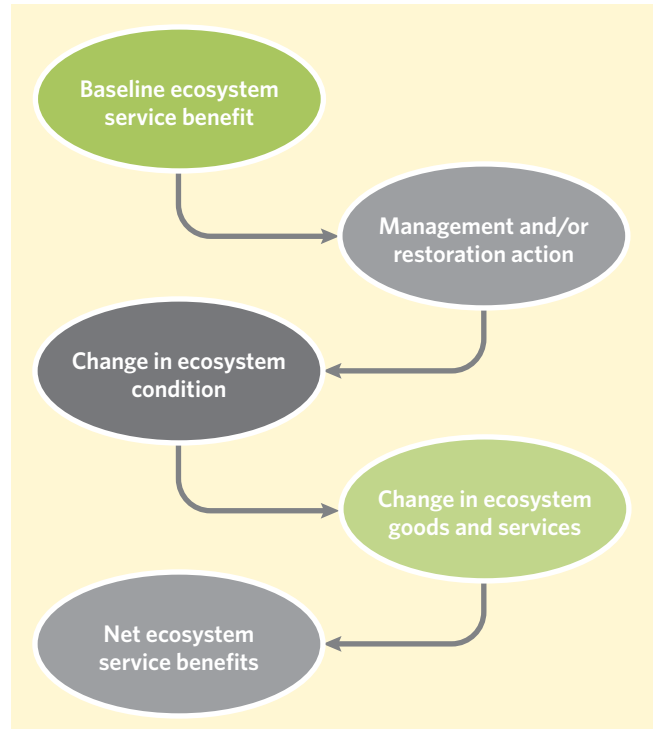 Baseline ecosystem
service benefit
Management and/or
restoration action
Change in ecosystem
condition
Change in ecosystem
goods and services
Net ecosystem
service benefits